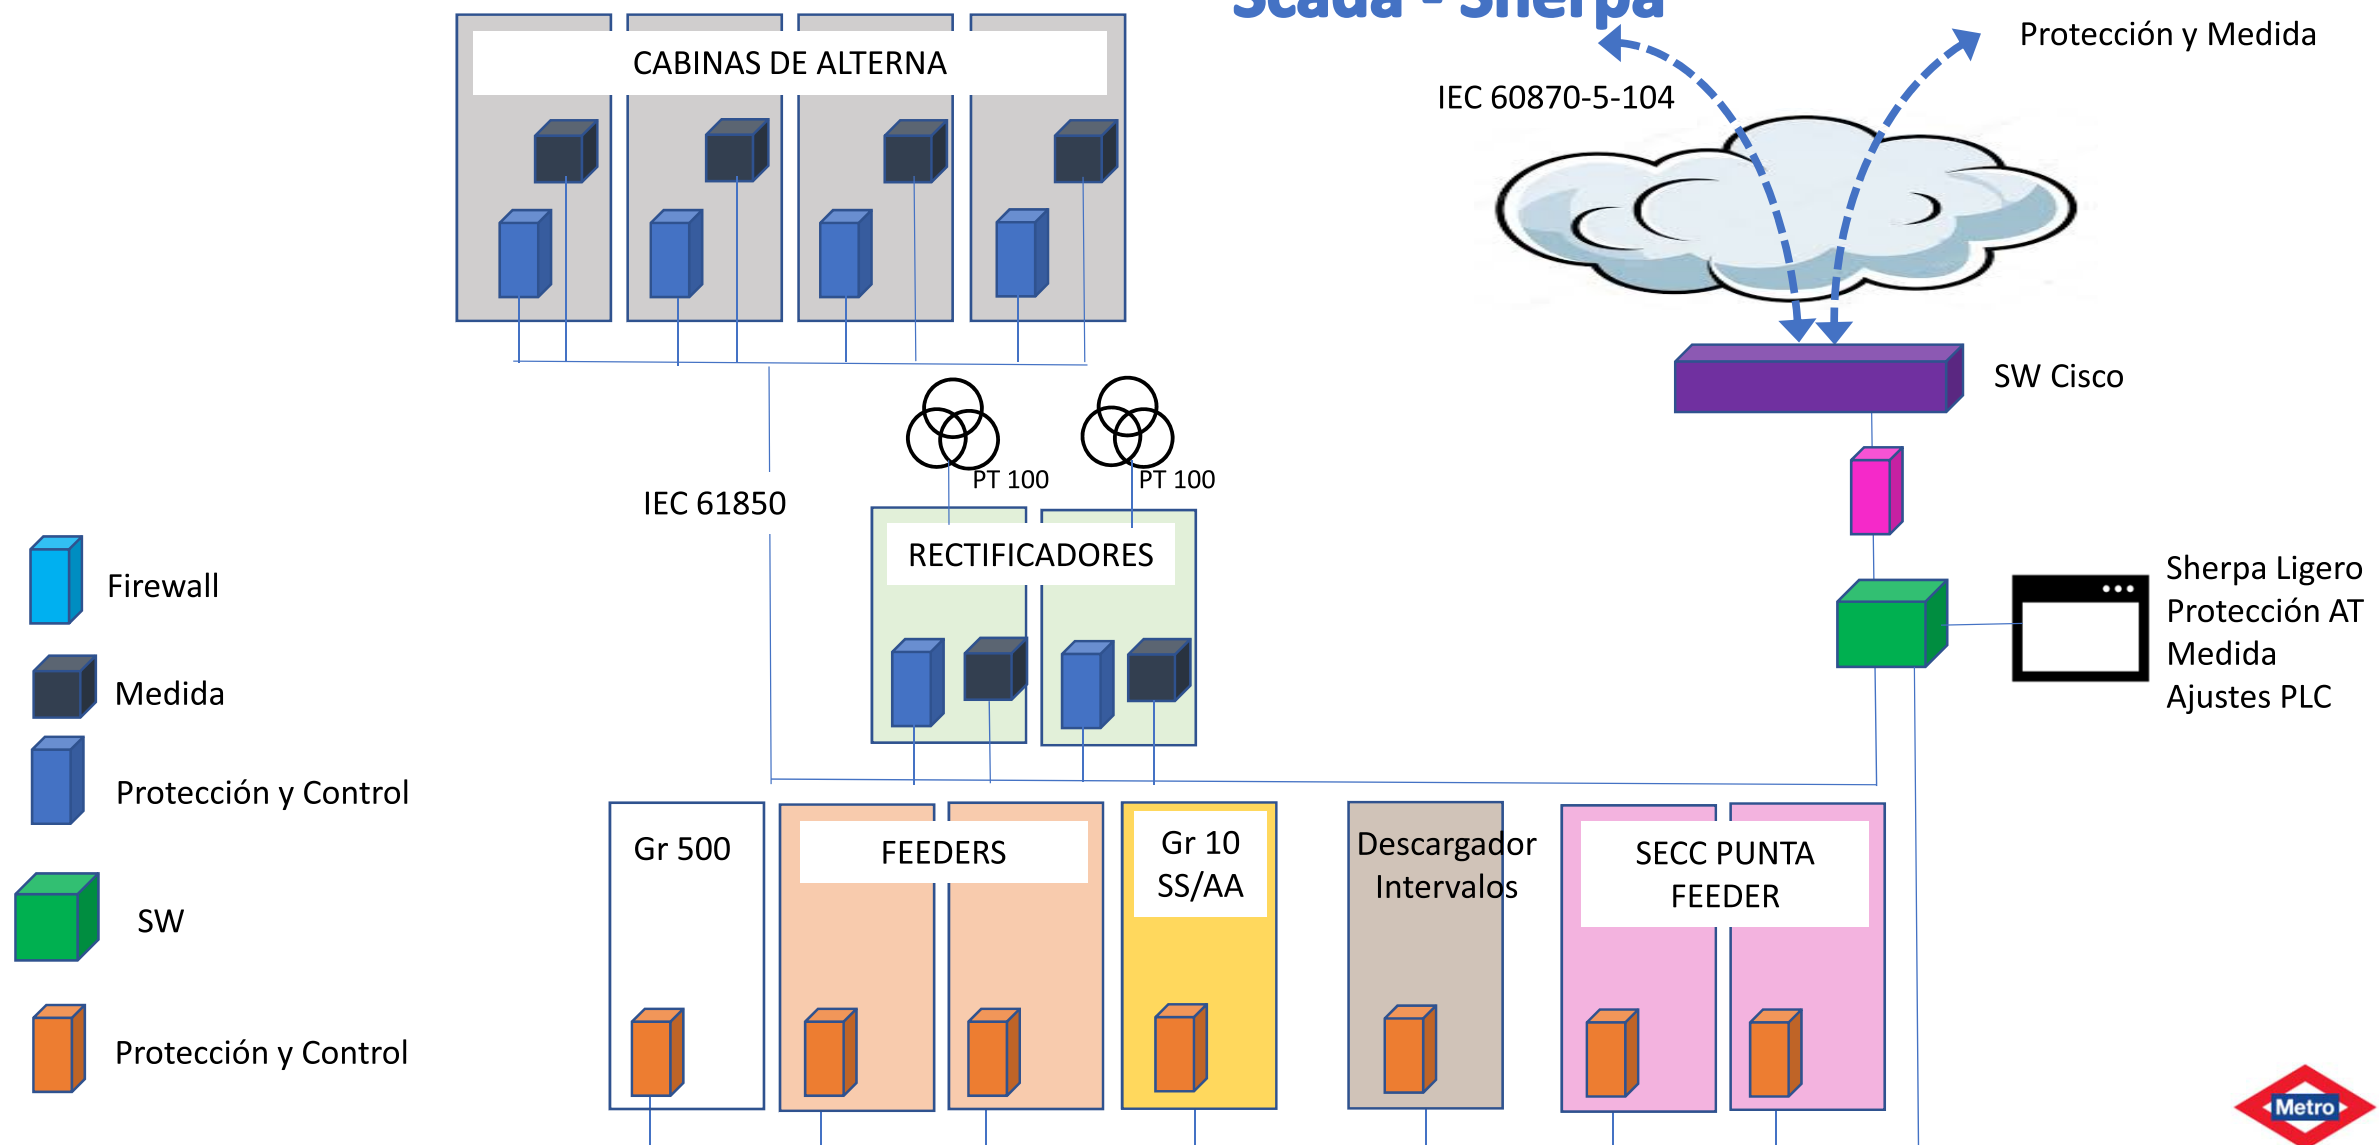 Scada - Sherpa
Protección y Medida
CABINAS DE ALTERNA
IEC 60870-5-104
SW Cisco
PT 100
PT 100
IEC 61850
RECTIFICADORES
Sherpa Ligero
Protección AT
Medida
Ajustes PLC
Firewall
Medida
Protección y Control
SW
Protección y Control
Gr 500
FEEDERS
Gr 10
SS/AA
Descargador
Intervalos
SECC PUNTA
FEEDER
Metro